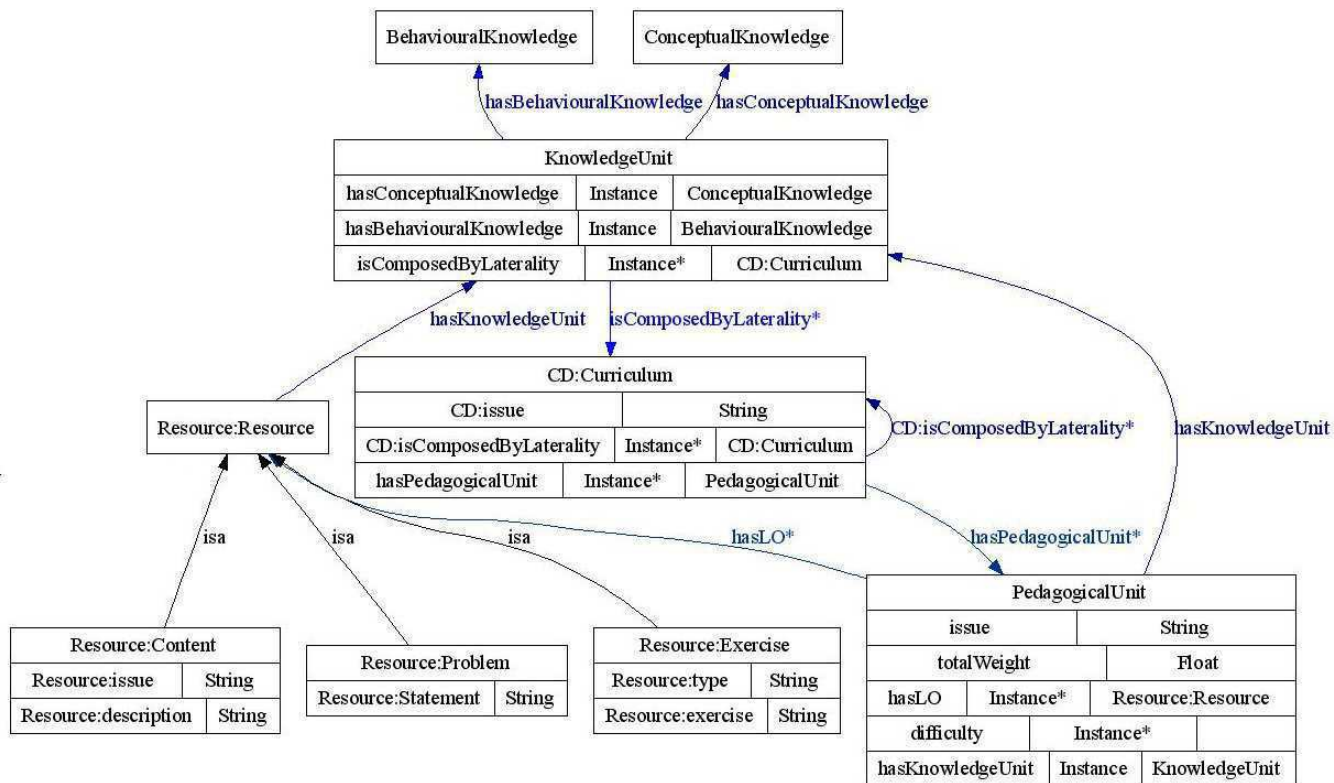 BehaviouralKnowledge ConceptualKnowledge
hasBehaviouralKnowledge hasConceptualKnowledge
KnowledgeUnit
hasConceptualKnowledge Instance ConceptualKnowledge
hasBehaviouralKnowledge Instance BehaviouralKnowledge
isComposedByLaterality Instance* CD:Curriculum
hasKnowledgeUnit isComposedByLaterality*
CD:Curriculum
CD:issue String
CD:isComposedByLaterality Instance* CD:Curriculum
hasPedagogicalUnit Instance* PedagogicalUnit
Resource:Resource
CD:isComposedByLaterality*
hasKnowledgeUnit
isa isa isa hasLO* hasPedagogicalUnit*
Resource:Content
Resource:issue String
Resource:description String
Resource:Problem
Resource:Statement String
Resource:Exercise
Resource:type String
Resource:exercise String
PedagogicalUnit
issue String
totalWeight Float
hasLO Instance* Resource:Resource
difficulty Instance*
hasKnowledgeUnit Instance KnowledgeUnit